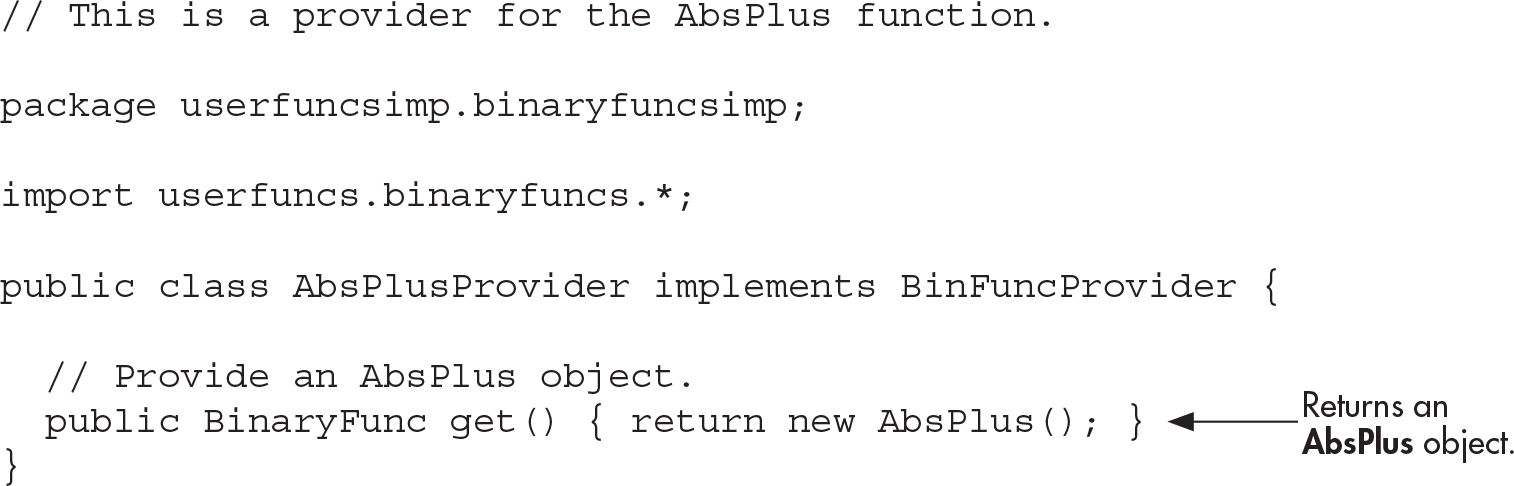 // This is a provider for the AbsPlus function.
package userfuncsimp.binaryfuncsimp;
import userfuncs.binaryfuncs.*;
public class AbsPlusProvider implements BinFuncProvider {
// Provide an AbsPlus object.
public BinaryFunc get() { return new AbsPlus(); }
}
Returns an
AbsPlus object.